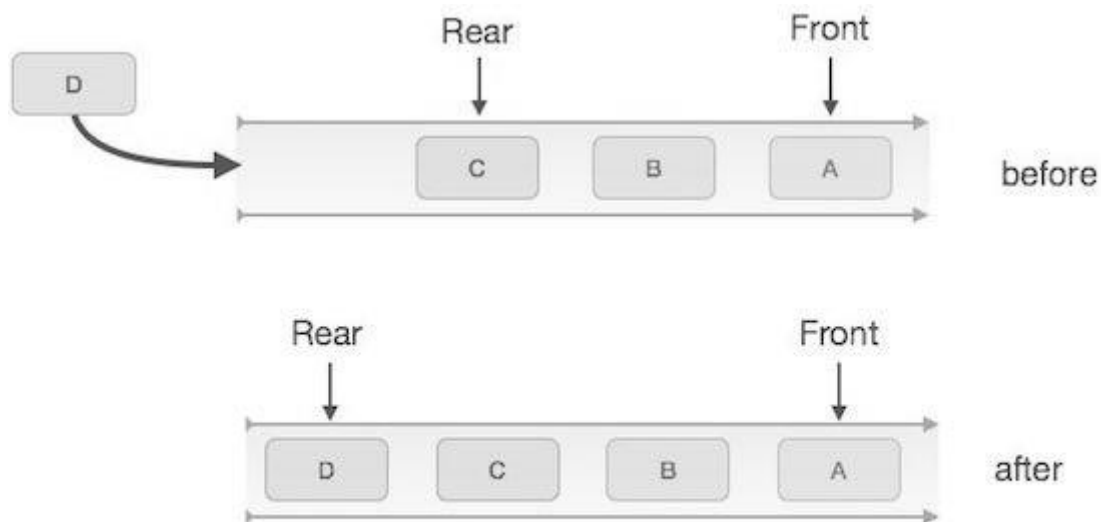 Rear Front
D
C B A
before
Rear Front
D C B A
after